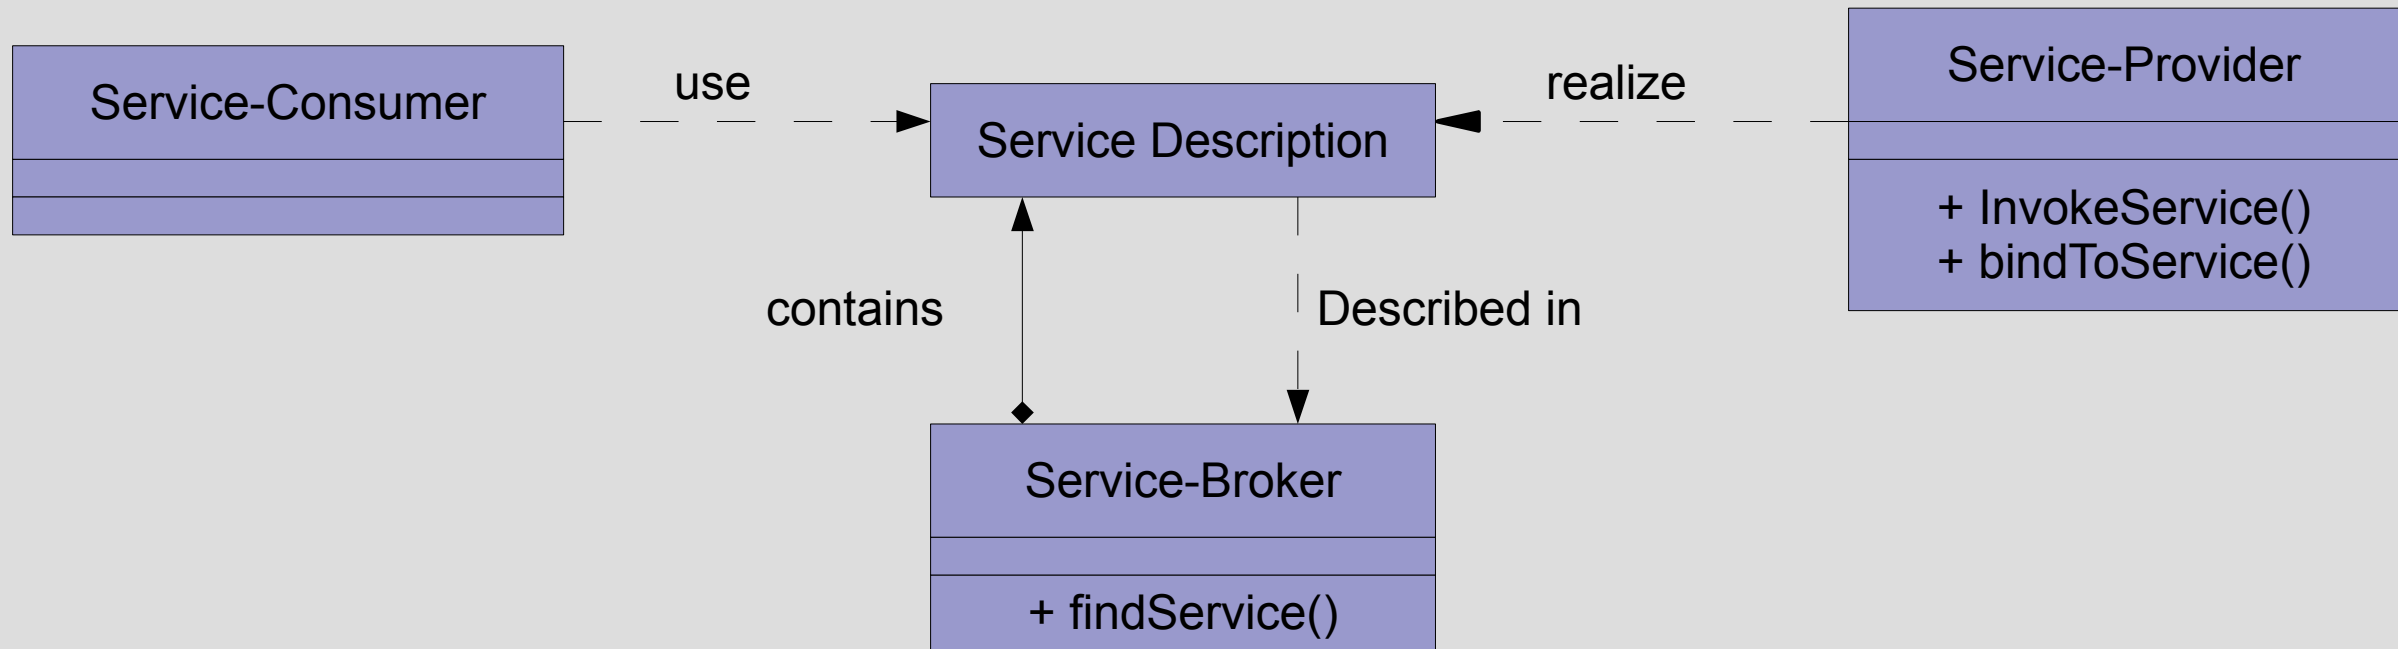 Service-Consumer
use
Service Description
realize
Service-Provider
+ InvokeService()
+ bindToService()
contains
Described in
Service-Broker
+ findService()